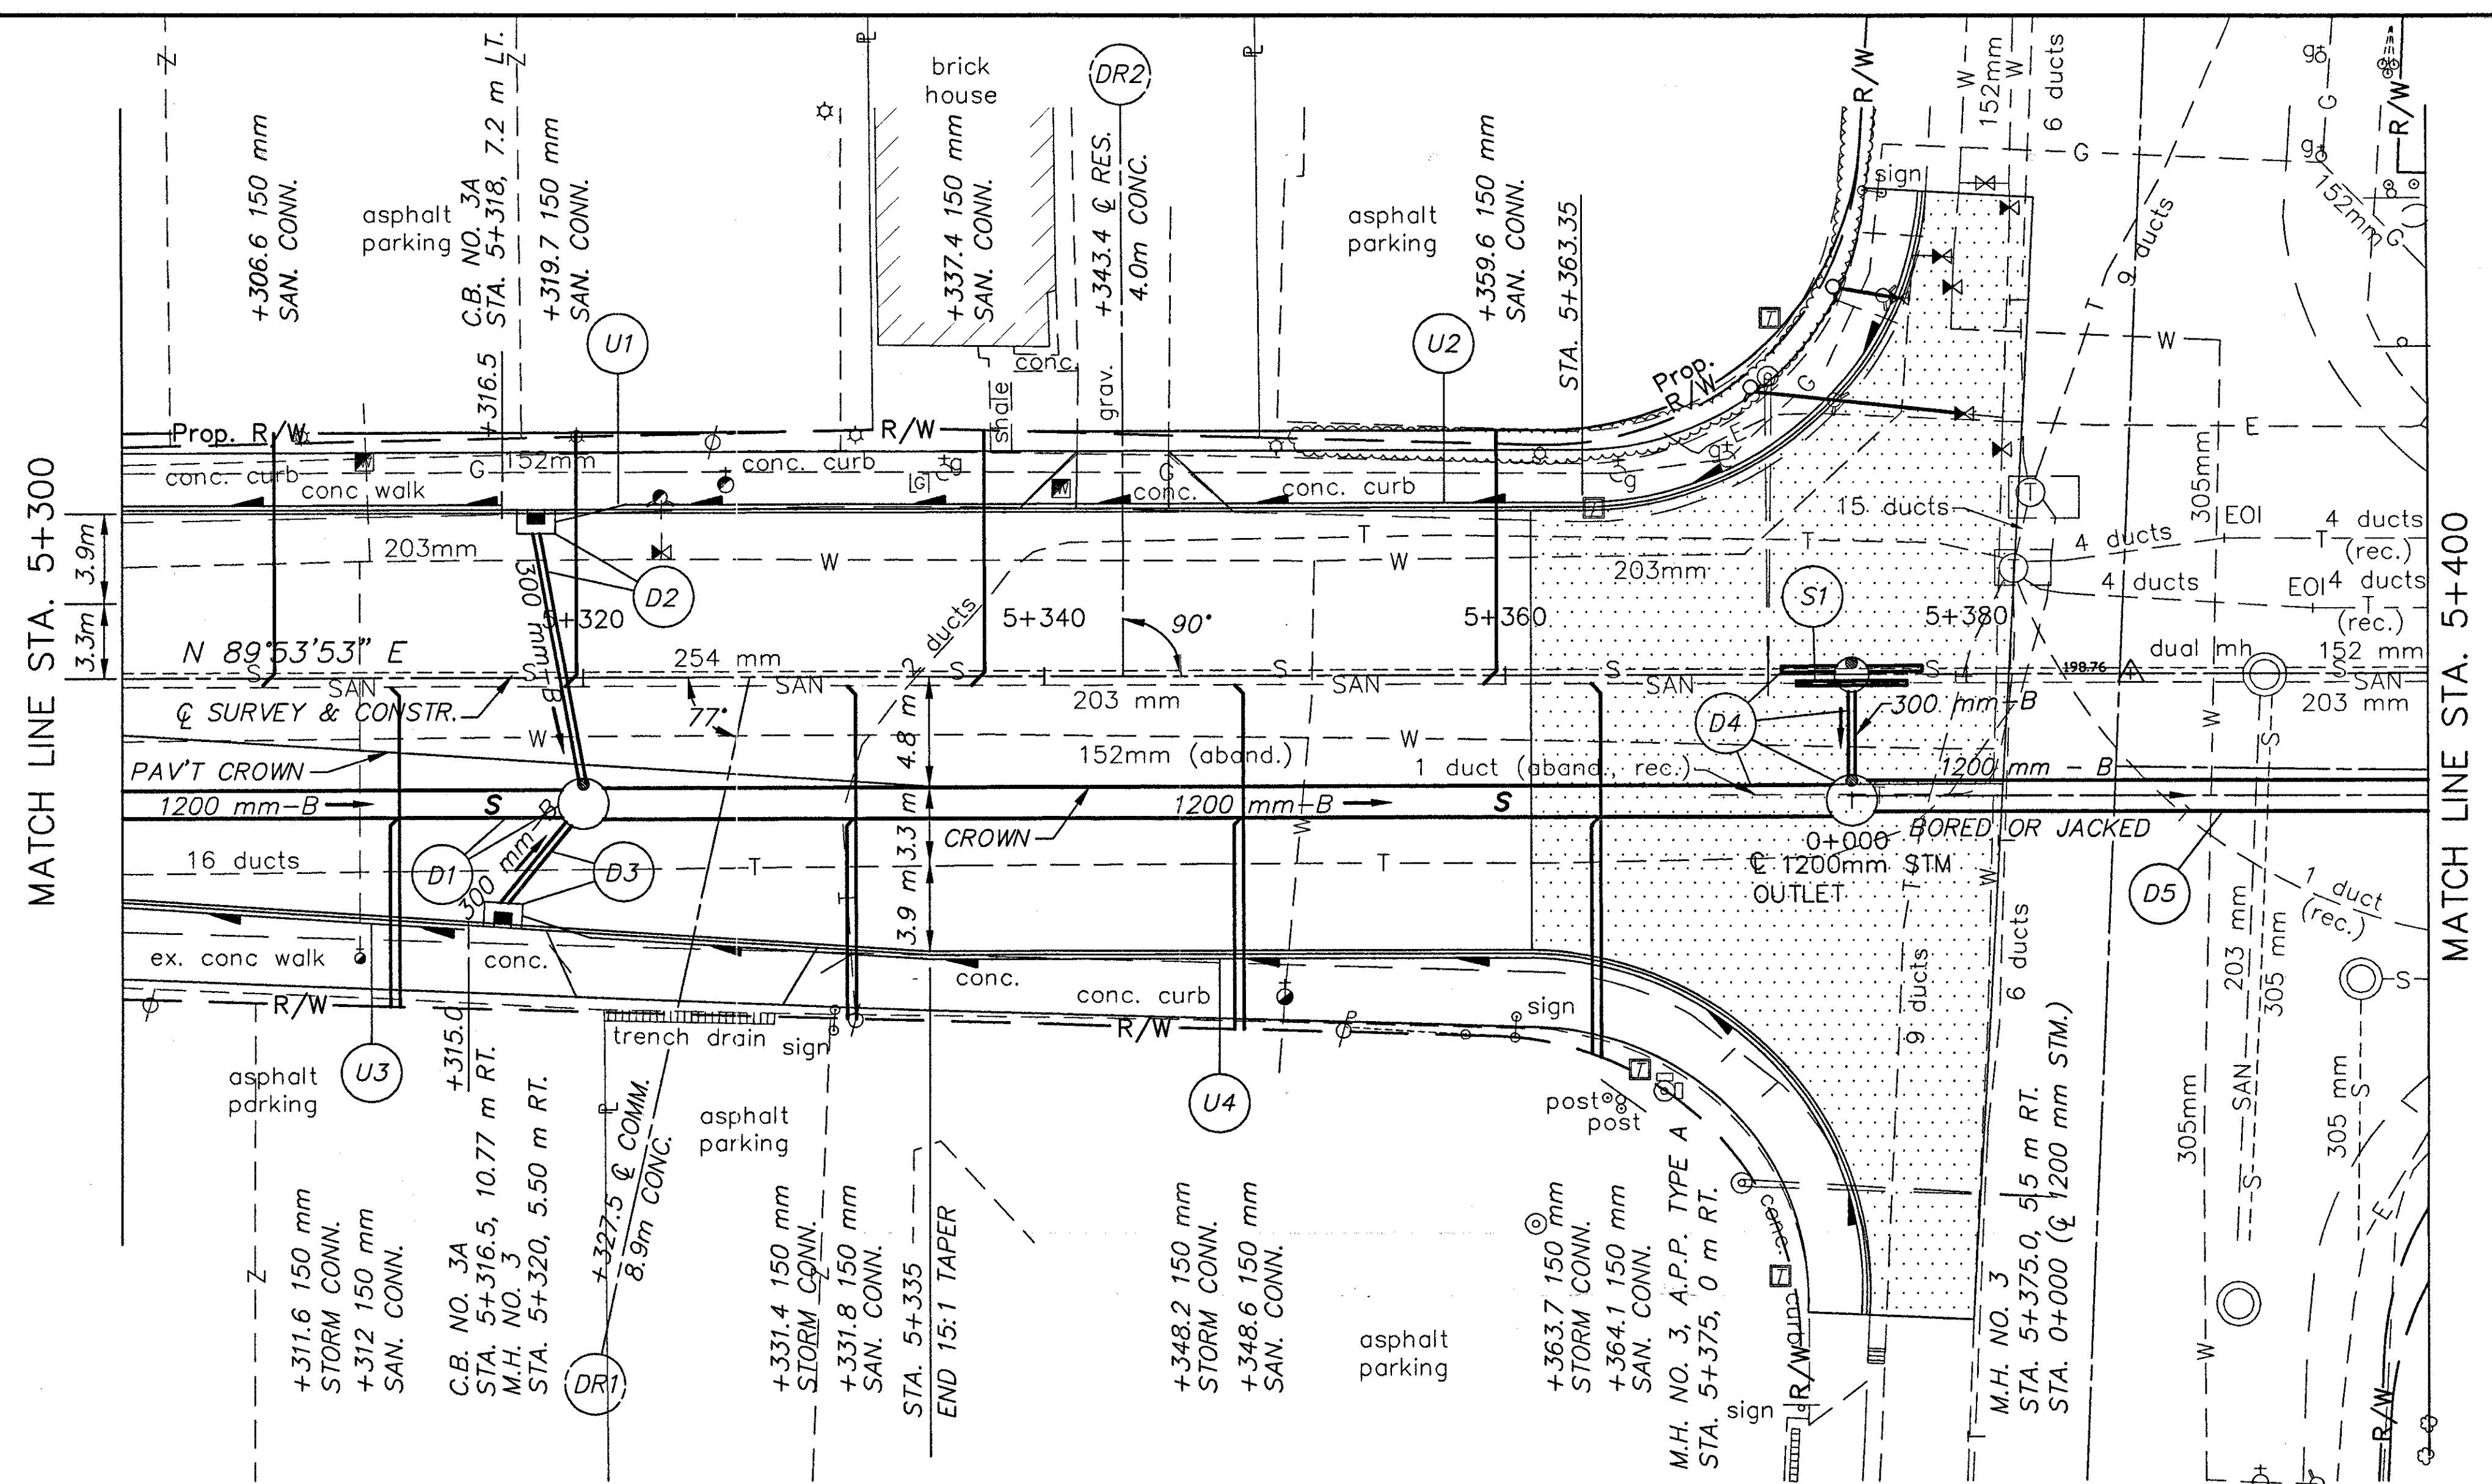 MATCH LINE STA. 5+300
3.9m
3.3m
+306.6 150 mm
SAN. CONN.
asphalt
parking
+316.5
C.B. NO. 3A
STA. 5+318, 7.2 m LT.
+319.7 150 mm
SAN. CONN.
U1
brick
house
+337.4 150 mm
SAN. CONN.
DR2
+343.4 ℄ RES.
4.0m CONC.
asphalt
parking
U2
+359.6 150 mm
SAN. CONN.
STA. 5+363.35
Prop.
R/W
R/W
sign
152mm
6 ducts
9 ducts
152mm
R/W
conc.
shale
grav.
Prop. R/W
R/W
conc. curb
conc walk
152mm
conc. curb
conc.
conc. curb
203mm
300 mm-B
D2
5+320
5+340
90°
5+360
203mm
15 ducts
S1
5+380
4 ducts
4 ducts
305mm
EOI
4 ducts
(rec.)
EOI
4 ducts
(rec.)
N 89°53'53" E
254 mm
2 ducts
SAN
SAN
SAN
SAN
SAN
198.76
dual mh
152 mm
203 mm
℄ SURVEY & CONSTR.
77°
203 mm
4.8 m
D4
300 mm-B
PAV'T CROWN
152mm (aband.)
1 duct (aband., rec.)
1200 mm - B
1200 mm-B
S
3.3 m
1200 mm-B
S
CROWN
BORED OR JACKED
0+000
℄ 1200mm STM
OUTLET
16 ducts
D1
300 mm-B
D3
3.9 m
D5
1 duct
(rec.)
203 mm
305 mm
ex. conc walk
conc.
conc.
conc. curb
sign
R/W
R/W
trench drain
sign
6 ducts
9 ducts
asphalt
parking
U3
+315.0
asphalt
parking
U4
post
post
305mm
SAN
305 mm
+311.6 150 mm
STORM CONN.
+312 150 mm
SAN. CONN.
C.B. NO. 3A
STA. 5+316.5, 10.77 m RT.
M.H. NO. 3
STA. 5+320, 5.50 m RT.
+327.5 ℄ COMM.
8.9m CONC.
DR1
+331.4 150 mm
STORM CONN.
+331.8 150 mm
SAN. CONN.
STA. 5+335
END 15:1 TAPER
+348.2 150 mm
STORM CONN.
+348.6 150 mm
SAN. CONN.
asphalt
parking
+363.7 150 mm
STORM CONN.
+364.1 150 mm
SAN. CONN.
M.H. NO. 3, A.P.P. TYPE A
STA. 5+375, 0 m RT.
conc.
curb
R/W
sign
M.H. NO. 3
STA. 5+375.0, 5.5 m RT.
STA. 0+000 (℄ 1200 mm STM.)
R/W
MATCH LINE STA. 5+400